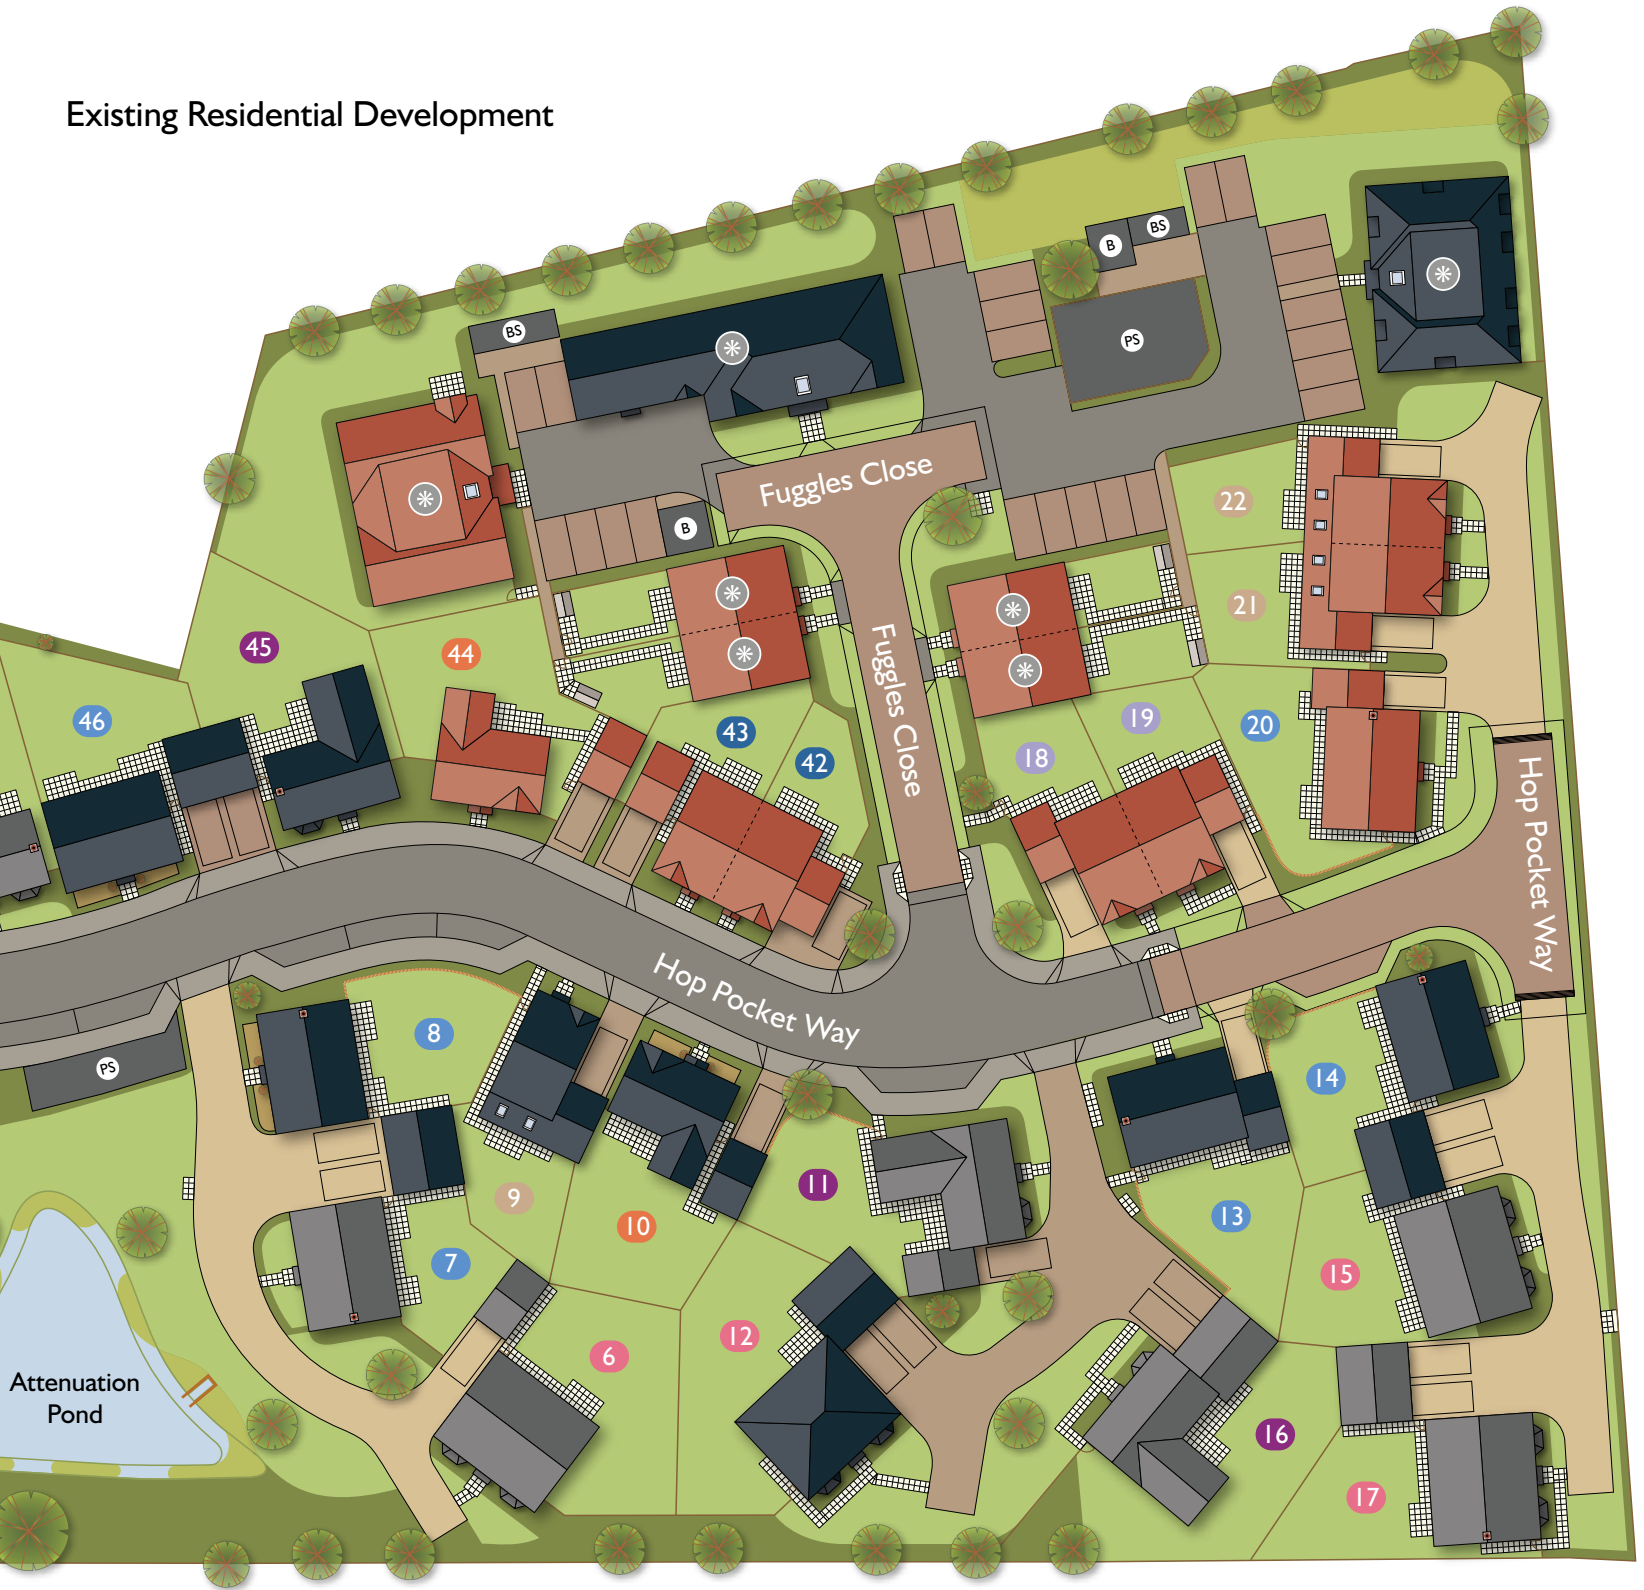 Existing Residential Development
BS
B
BS
PS
B
Fuggles Close
Fuggles Close
22
21
20
19
18
45
44
46
43
42
Hop Pocket Way
Hop Pocket Way
PS
8
9
10
11
7
6
12
13
14
15
16
17
Attenuation
Pond